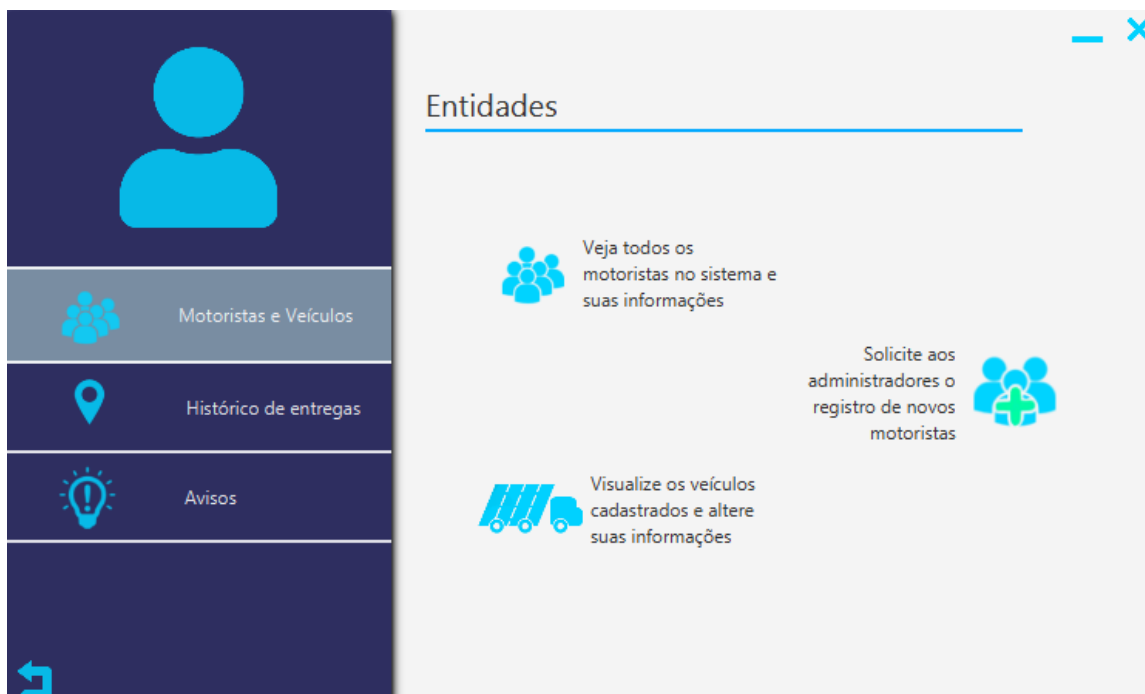 Entidades
Motoristas e Veículos
Histórico de entregas
Avisos
Veja todos os
motoristas no sistema e
suas informações
Solicite aos
administradores o
registro de novos
motoristas
Visualize os veículos
cadastrados e altere
suas informações